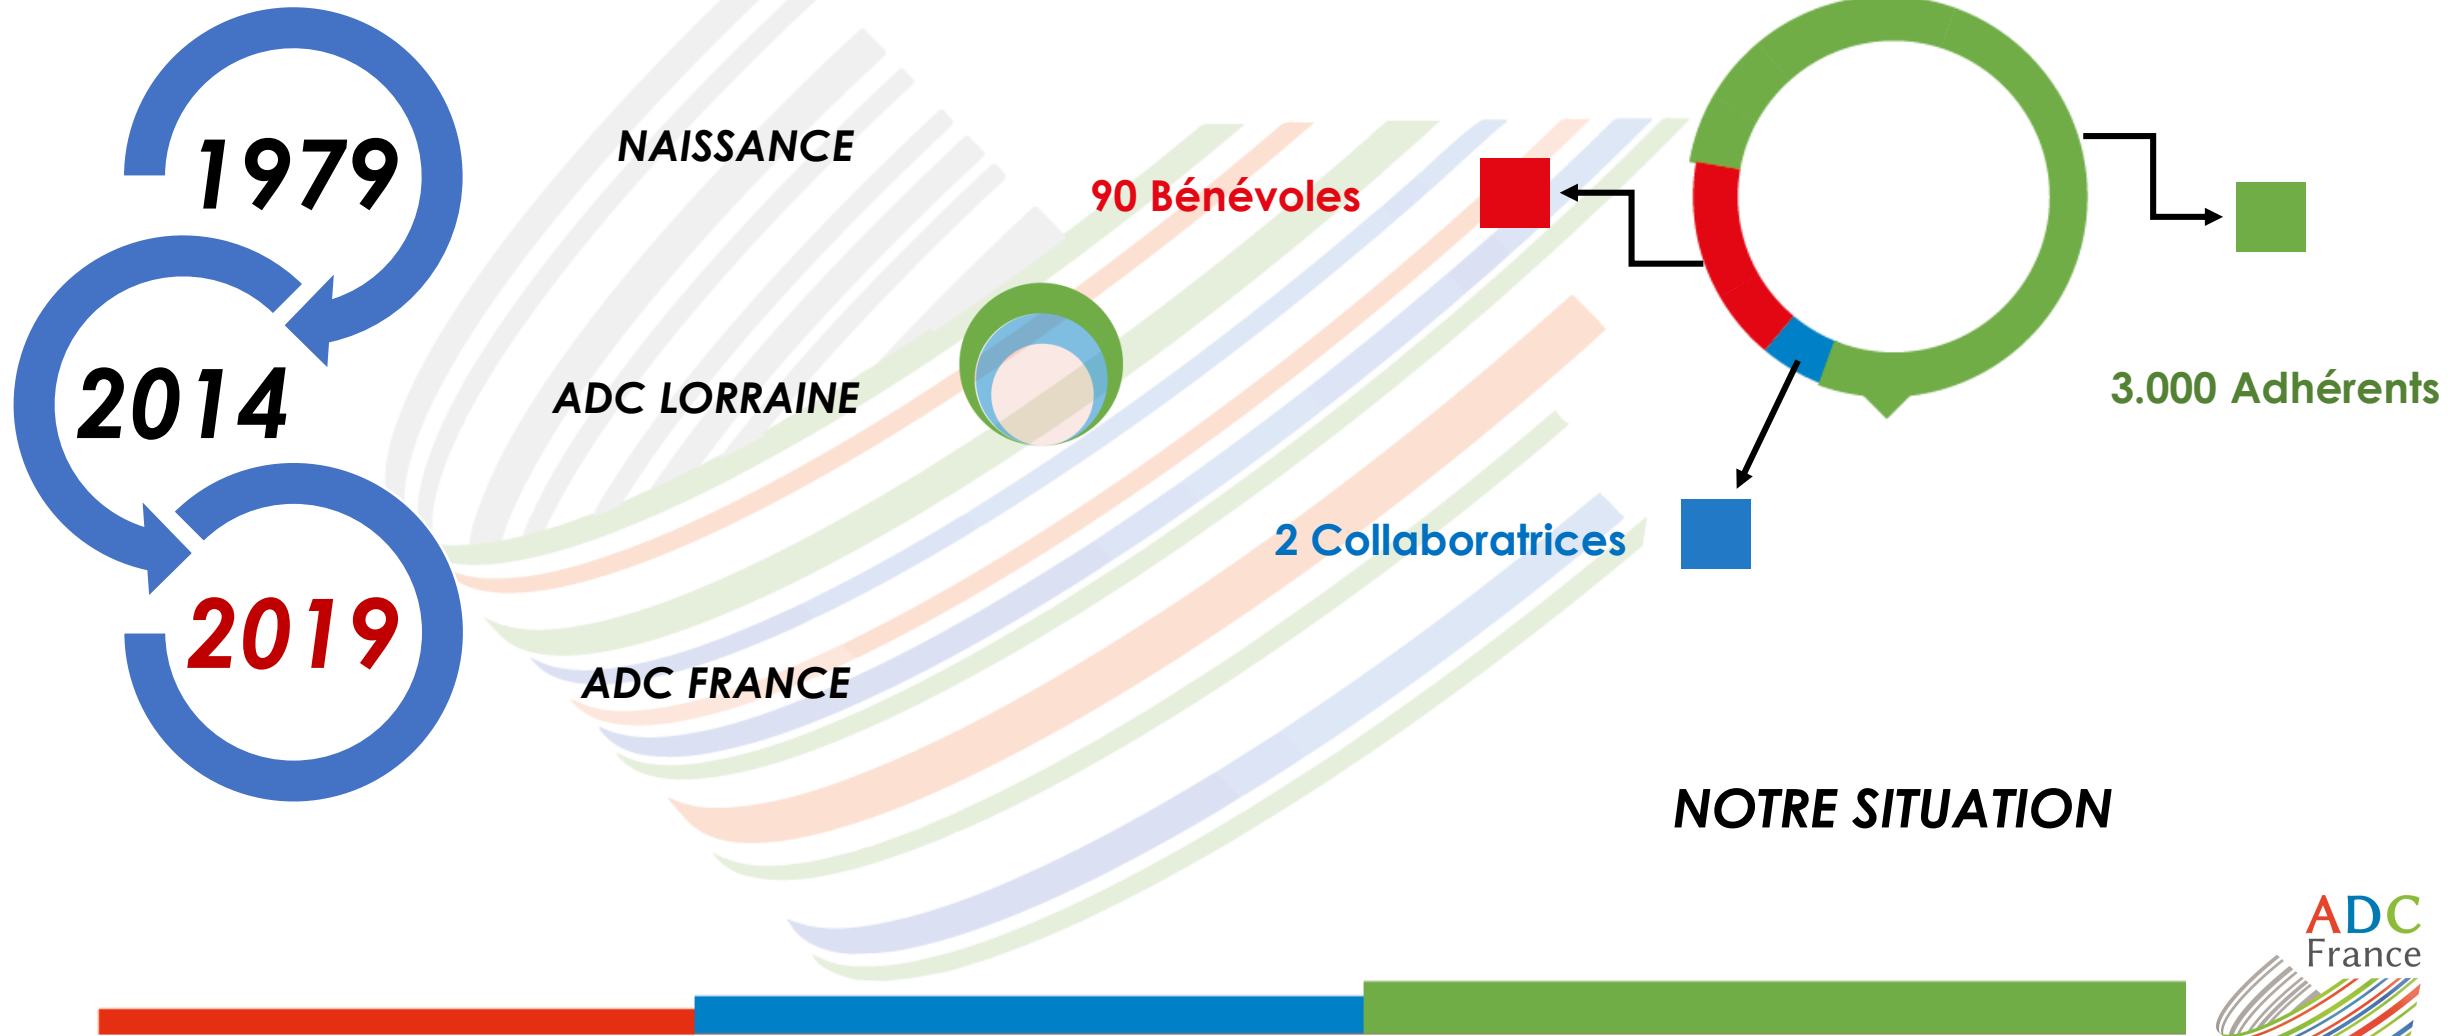 1979
NAISSANCE
90 Bénévoles
2014
ADC LORRAINE
3.000 Adhérents
2 Collaboratrices
2019
ADC FRANCE
NOTRE SITUATION
ADC
France